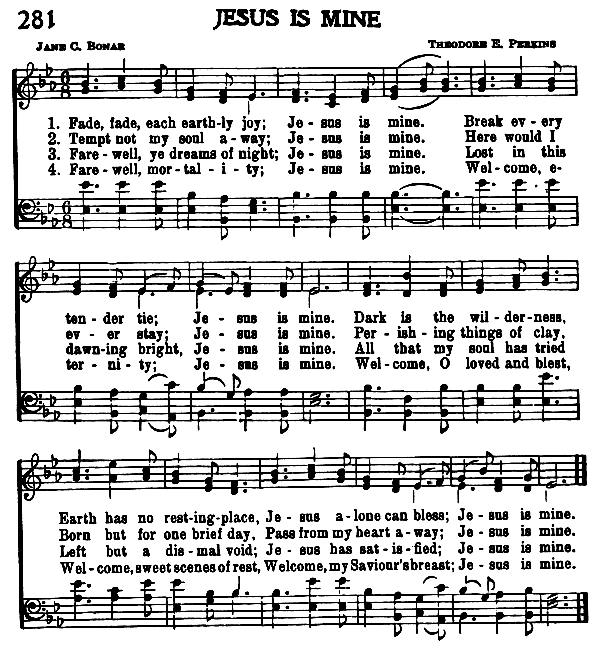 281 JESUS IS MINE
JANE C. BONAR THEODORE E. PERKINS
1. Fade, fade, each earth-ly joy; Je-sus is mine. Break ev-ery
2. Tempt not my soul a-way; Je-sus is mine. Here would I
3. Fare-well, ye dreams of night; Je-sus is mine. Lost in this
4. Fare-well, mor-tal-i-ty; Je-sus is mine. Wel-come, e-
ten-der tie; Je-sus is mine. Dark is the wil-der-ness,
ev-er stay; Je-sus is mine. Per-ish-ing things of clay,
dawn-ing bright, Je-sus is mine. All that my soul has tried
ter-ni-ty; Je-sus is mine. Wel-come, O loved and blest,
Earth has no rest-ing-place, Je-sus a-lone can bless; Je-sus is mine.
Born but for one brief day, Pass from my heart a-way; Je-sus is mine.
Left but a dis-mal void; Je-sus has sat-is-fied; Je-sus is mine.
Wel-come, sweet scenes of rest, Welcome, my Saviour's breast; Je-sus is mine.